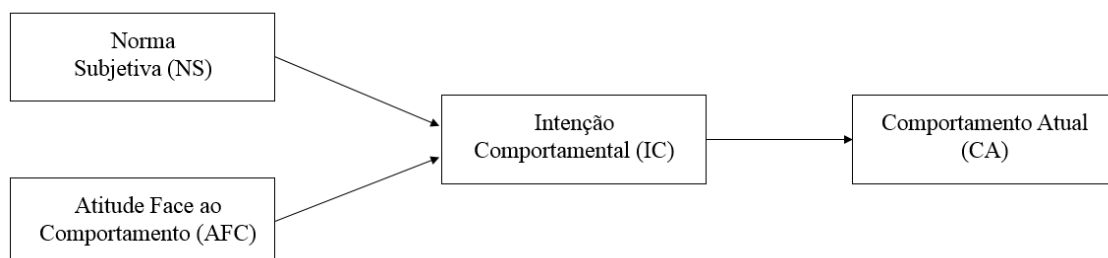 Norma
Subjetiva (NS)
Atitude Face ao
Comportamento (AFC)
Intenção
Comportamental (IC)
Comportamento Atual
(CA)